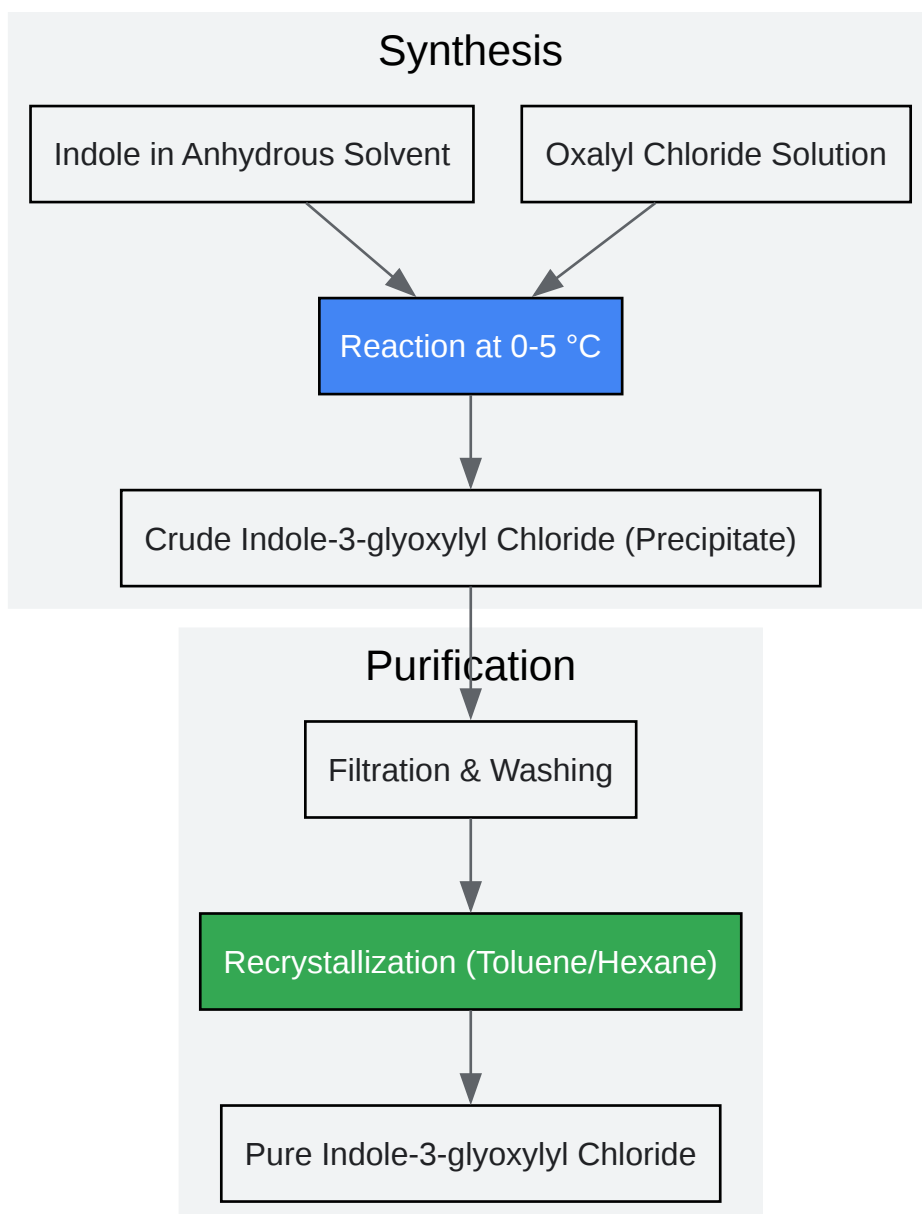 Synthesis
Indole in Anhydrous Solvent
Oxalyl Chloride Solution
Reaction at 0-5 °C
Crude Indole-3-glyoxylyl Chloride (Precipitate)
Purification
Filtration & Washing
Recrystallization (Toluene/Hexane)
Pure Indole-3-glyoxylyl Chloride